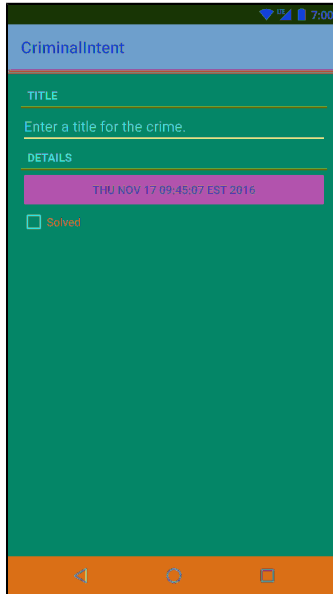 7:00
CriminalIntent
TITLE
Enter a title for the crime.
DETAILS
THU NOV 17 09:45:07 EST 2016
Solved